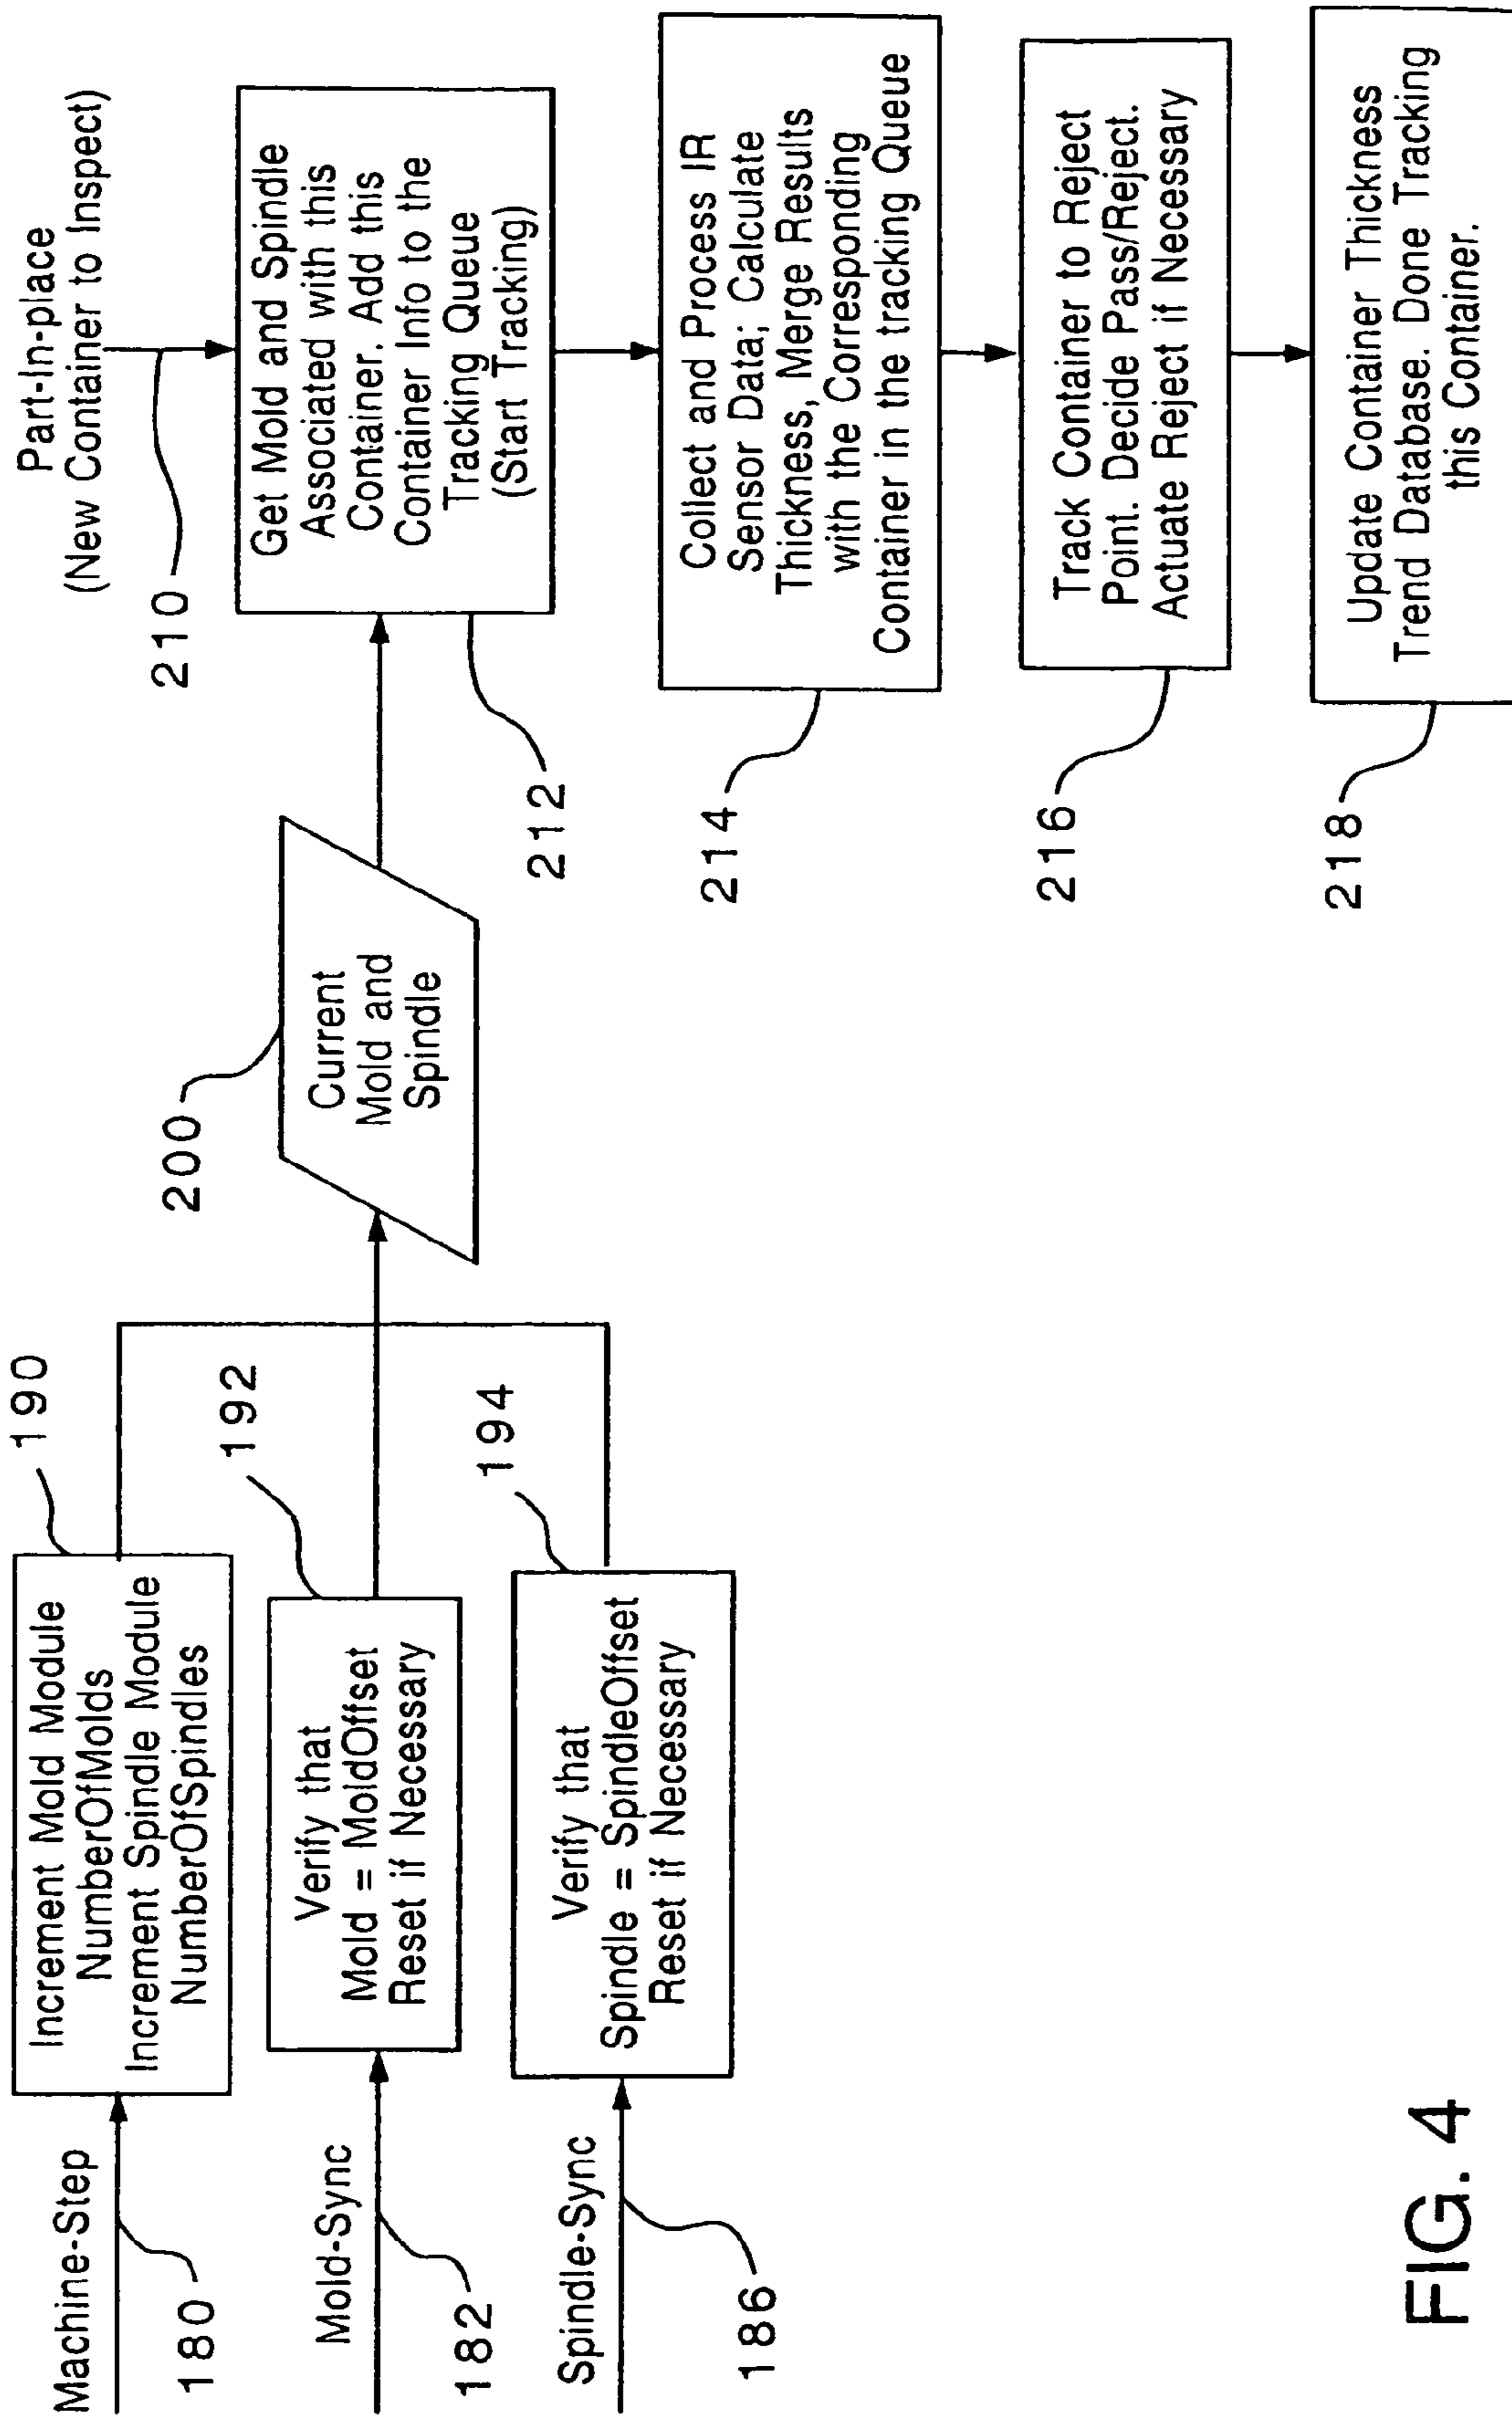 Machine-Step
180
Increment Mold Module
NumberOfMolds
Increment Spindle Module
NumberOfSpindles
190
Mold-Sync
182
Verify that
Mold = MoldOffset
Reset if Necessary
192
Spindle-Sync
186
Verify that
Spindle = SpindleOffset
Reset if Necessary
194
200
Current
Mold and
Spindle
Part-In-place
(New Container to Inspect)
210
Get Mold and Spindle
Associated with this
Container. Add this
Container Info to the
Tracking Queue
(Start Tracking)
212
Collect and Process IR
Sensor Data; Calculate
Thickness, Merge Results
with the Corresponding
Container in the tracking Queue
214
Track Container to Reject
Point. Decide Pass/Reject.
Actuate Reject if Necessary
216
Update Container Thickness
Trend Database. Done Tracking
this Container.
218
FIG. 4